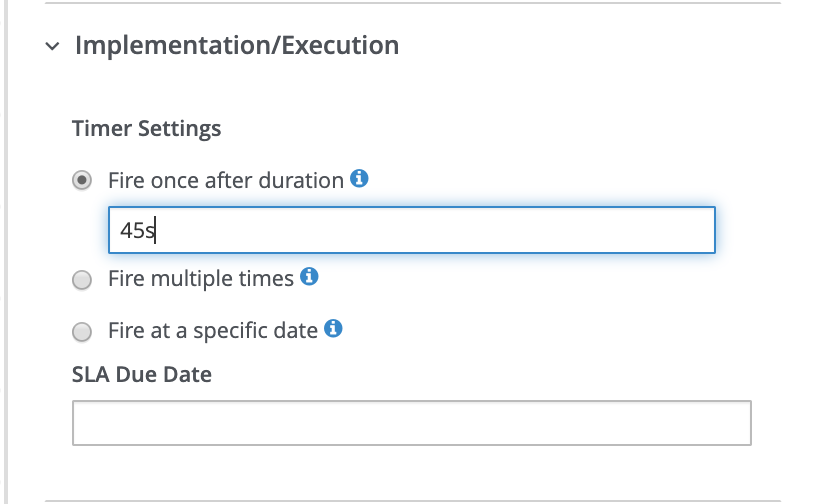 Implementation/Execution
Timer Settings
Fire once after duration
45s
Fire multiple times
Fire at a specific date
SLA Due Date